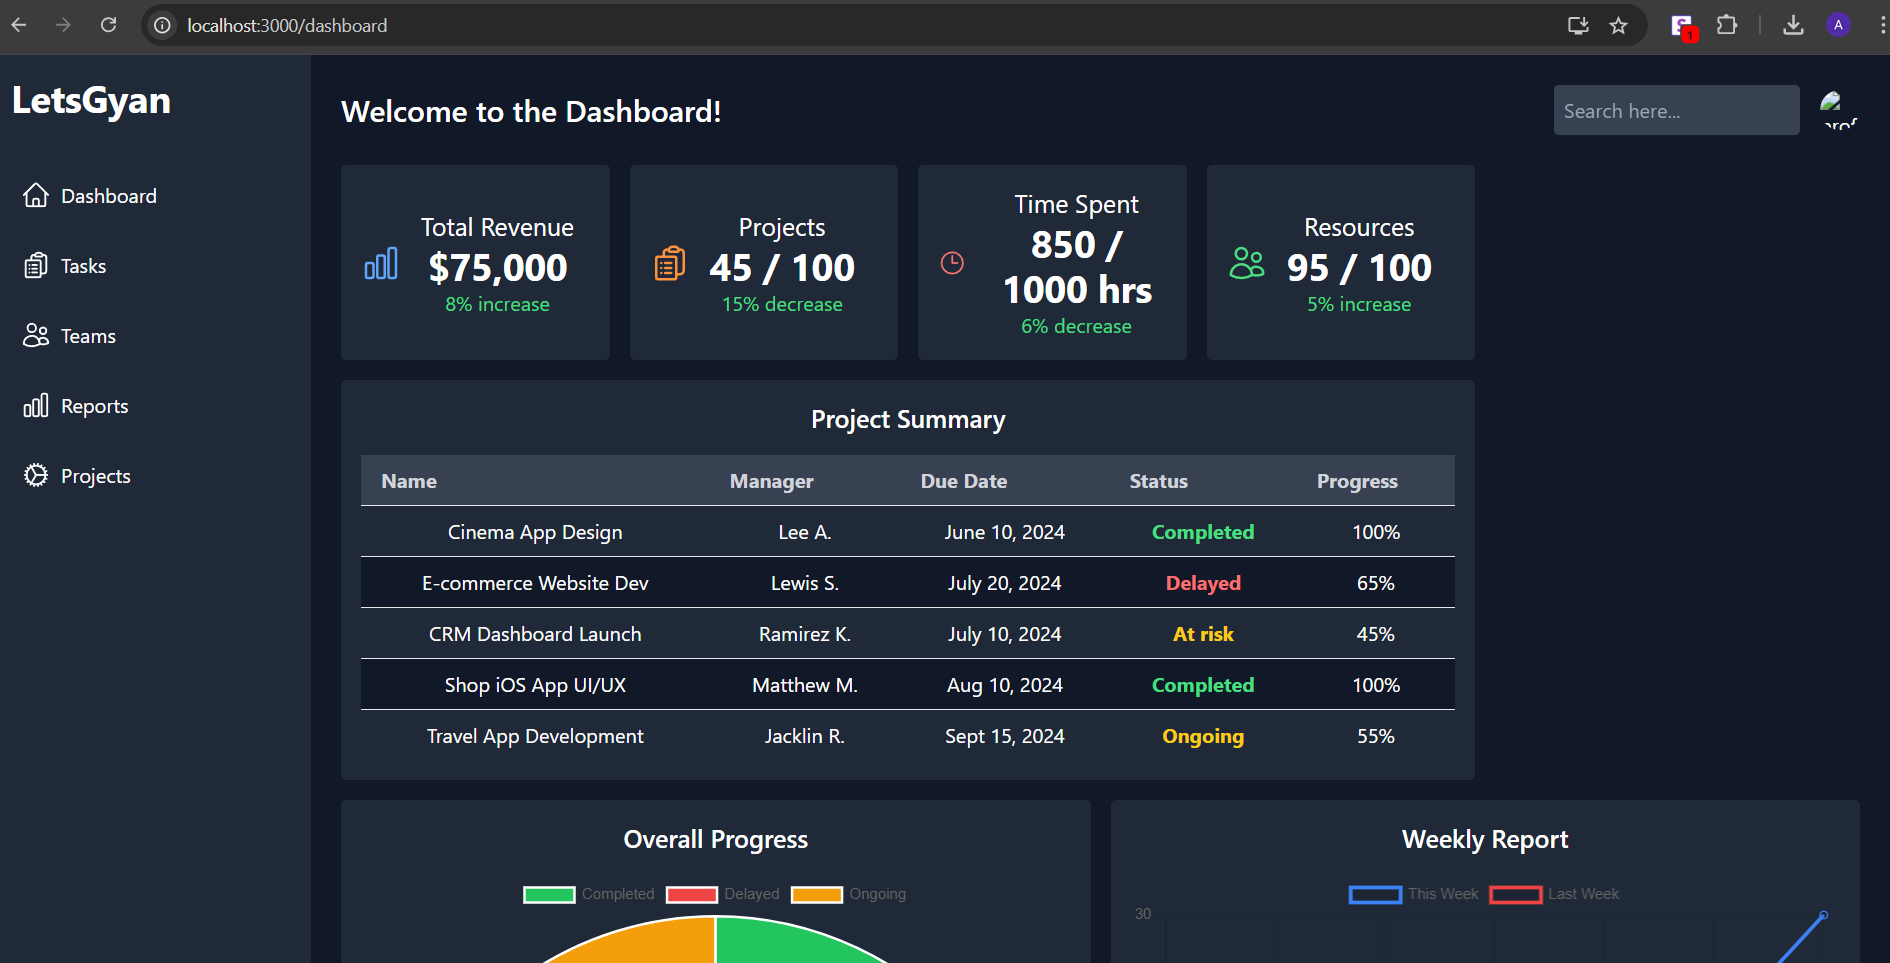 localhost:3000/dashboard
1
A
LetsGyan
Welcome to the Dashboard!
Search here...
prof
Dashboard
Tasks
Teams
Reports
Projects
Total Revenue
$75,000
8% increase
Projects
45 / 100
15% decrease
Time Spent
850 /
1000 hrs
6% decrease
Resources
95 / 100
5% increase
Project Summary
Name Manager Due Date Status Progress
Cinema App Design Lee A. June 10, 2024 Completed 100%
E-commerce Website Dev Lewis S. July 20, 2024 Delayed 65%
CRM Dashboard Launch Ramirez K. July 10, 2024 At risk 45%
Shop iOS App UI/UX Matthew M. Aug 10, 2024 Completed 100%
Travel App Development Jacklin R. Sept 15, 2024 Ongoing 55%
Overall Progress
Completed Delayed Ongoing
Weekly Report
This Week Last Week
30